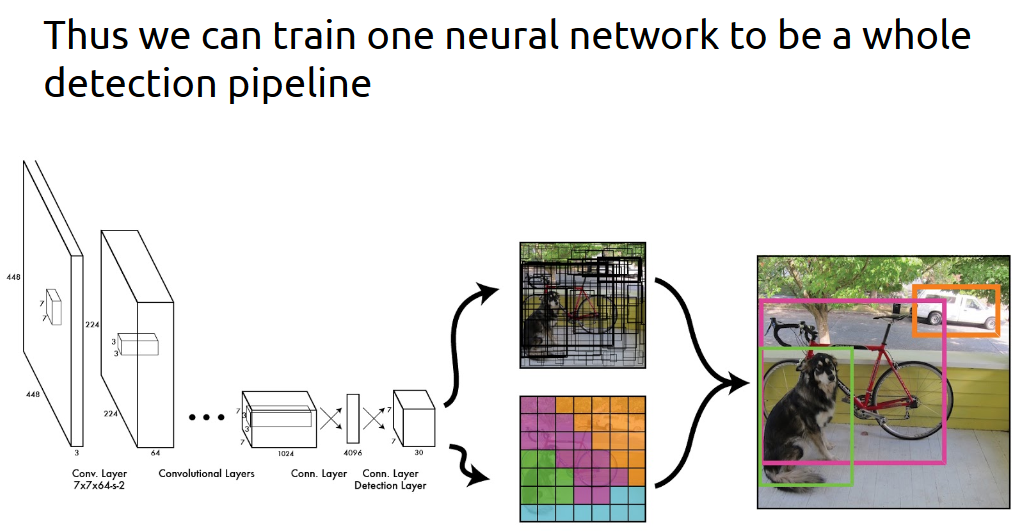 Thus we can train one neural network to be a whole
detection pipeline
448
448
7
7
3
224
224
3
3
64
7
7
3
3
1024
4096
7
7
30
Conv. Layer
7x7x64-s-2
Convolutional Layers
Conn. Layer
Conn. Layer
Detection Layer